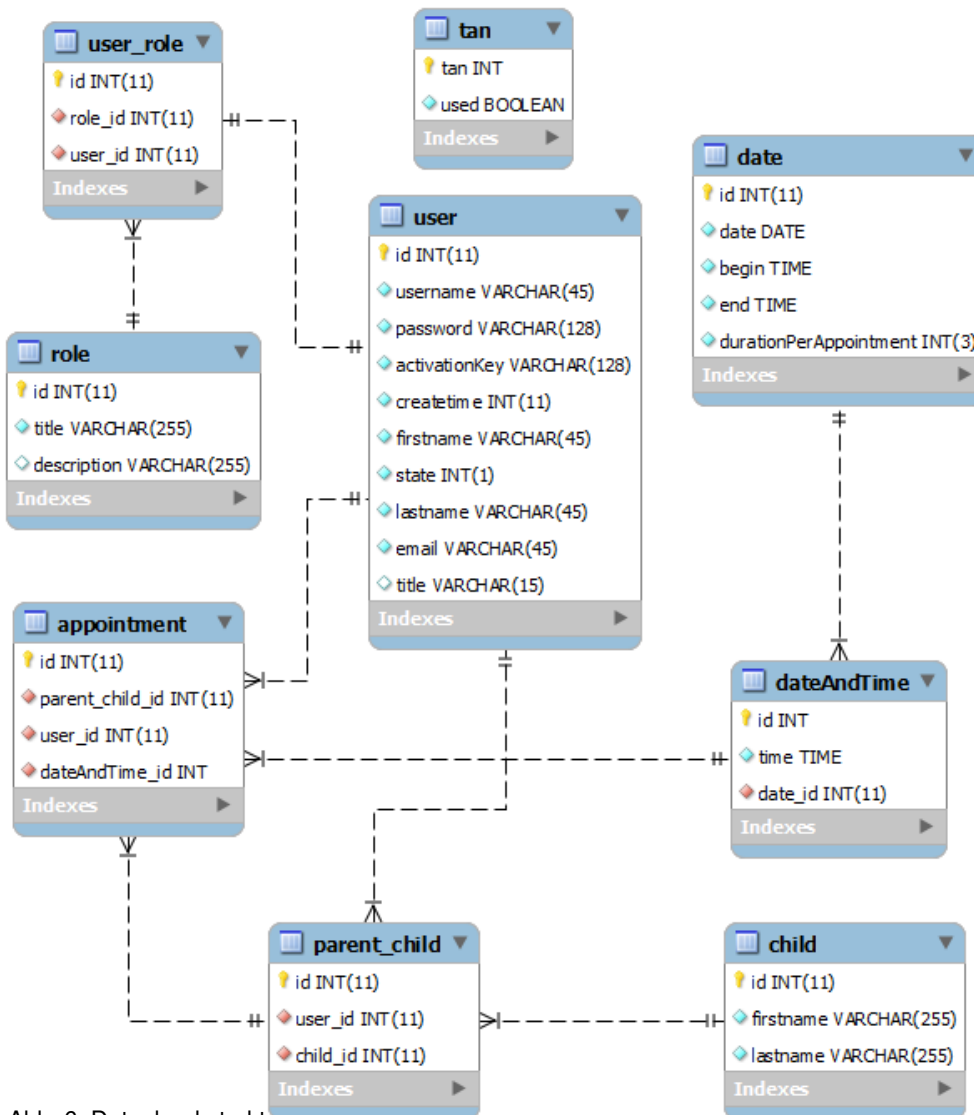 user_role
id INT(11)
role_id INT(11)
user_id INT(11)
Indexes
tan
tan INT
used BOOLEAN
Indexes
date
id INT(11)
date DATE
begin TIME
end TIME
durationPerAppointment INT(3)
Indexes
user
id INT(11)
username VARCHAR(45)
password VARCHAR(128)
activationKey VARCHAR(128)
createtime INT(11)
firstname VARCHAR(45)
state INT(1)
lastname VARCHAR(45)
email VARCHAR(45)
title VARCHAR(15)
Indexes
role
id INT(11)
title VARCHAR(255)
description VARCHAR(255)
Indexes
appointment
id INT(11)
parent_child_id INT(11)
user_id INT(11)
dateAndTime_id INT
Indexes
dateAndTime
id INT
time TIME
date_id INT(11)
Indexes
parent_child
id INT(11)
user_id INT(11)
child_id INT(11)
Indexes
child
id INT(11)
firstname VARCHAR(255)
lastname VARCHAR(255)
Indexes